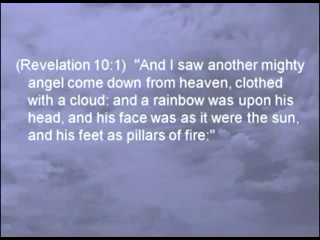 (Revelation 10:1)  "And I saw another mighty
angel come down from heaven, clothed
with a cloud: and a rainbow was upon his
head, and his face was as it were the sun,
and his feet as pillars of fire:"